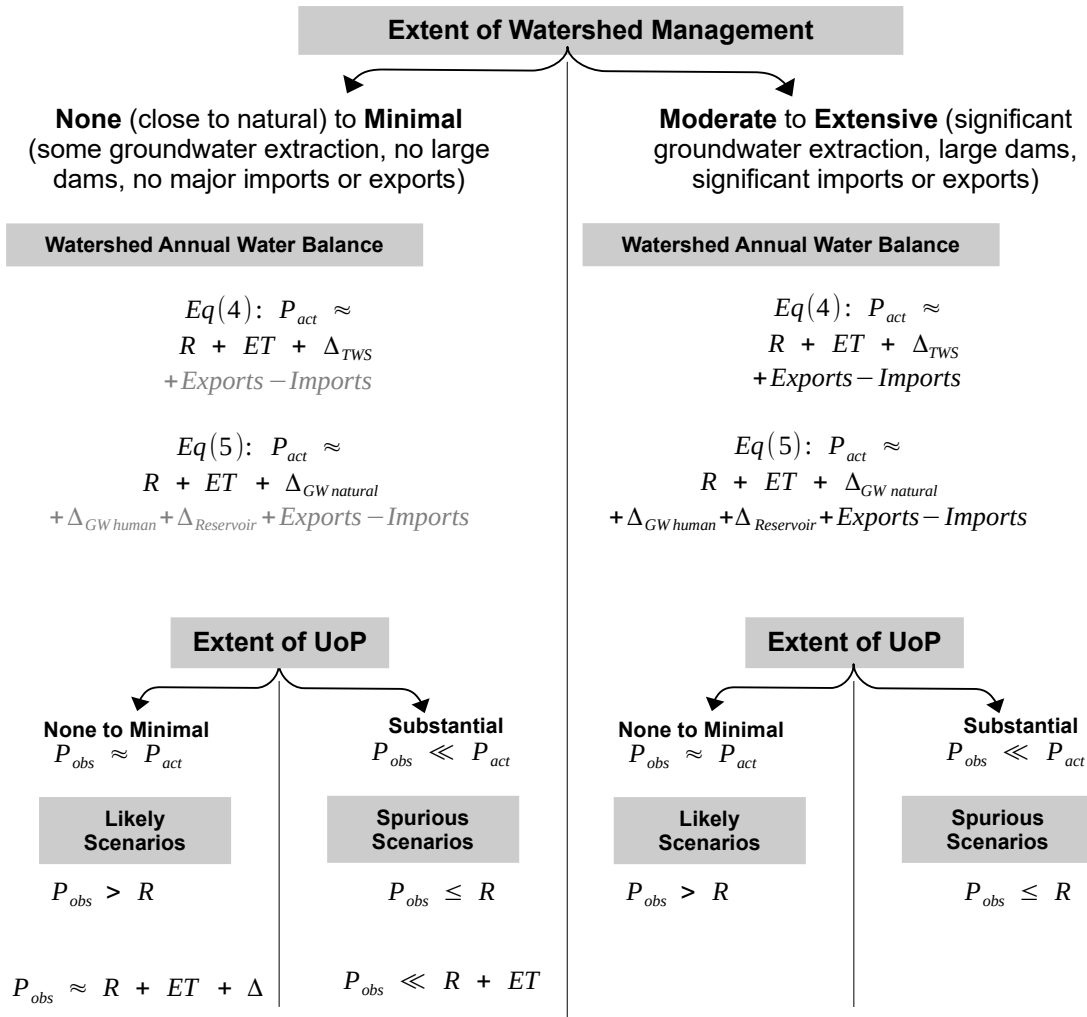 Extent of Watershed Management
None (close to natural) to Minimal
(some groundwater extraction, no large
dams, no major imports or exports)
Watershed Annual Water Balance
Eq(4): P_act ≈
R + ET + Δ_TWS
+ Exports − Imports
Eq(5): P_act ≈
R + ET + Δ_GW natural
+ Δ_GW human + Δ_Reservoir + Exports − Imports
Extent of UoP
None to Minimal
P_obs ≈ P_act
Likely
Scenarios
P_obs > R
P_obs ≈ R + ET + Δ
Substantial
P_obs ≪ P_act
Spurious
Scenarios
P_obs ≤ R
P_obs ≪ R + ET
Moderate to Extensive (significant
groundwater extraction, large dams,
significant imports or exports)
Watershed Annual Water Balance
Eq(4): P_act ≈
R + ET + Δ_TWS
+ Exports − Imports
Eq(5): P_act ≈
R + ET + Δ_GW natural
+ Δ_GW human + Δ_Reservoir + Exports − Imports
Extent of UoP
None to Minimal
P_obs ≈ P_act
Likely
Scenarios
P_obs > R
Substantial
P_obs ≪ P_act
Spurious
Scenarios
P_obs ≤ R